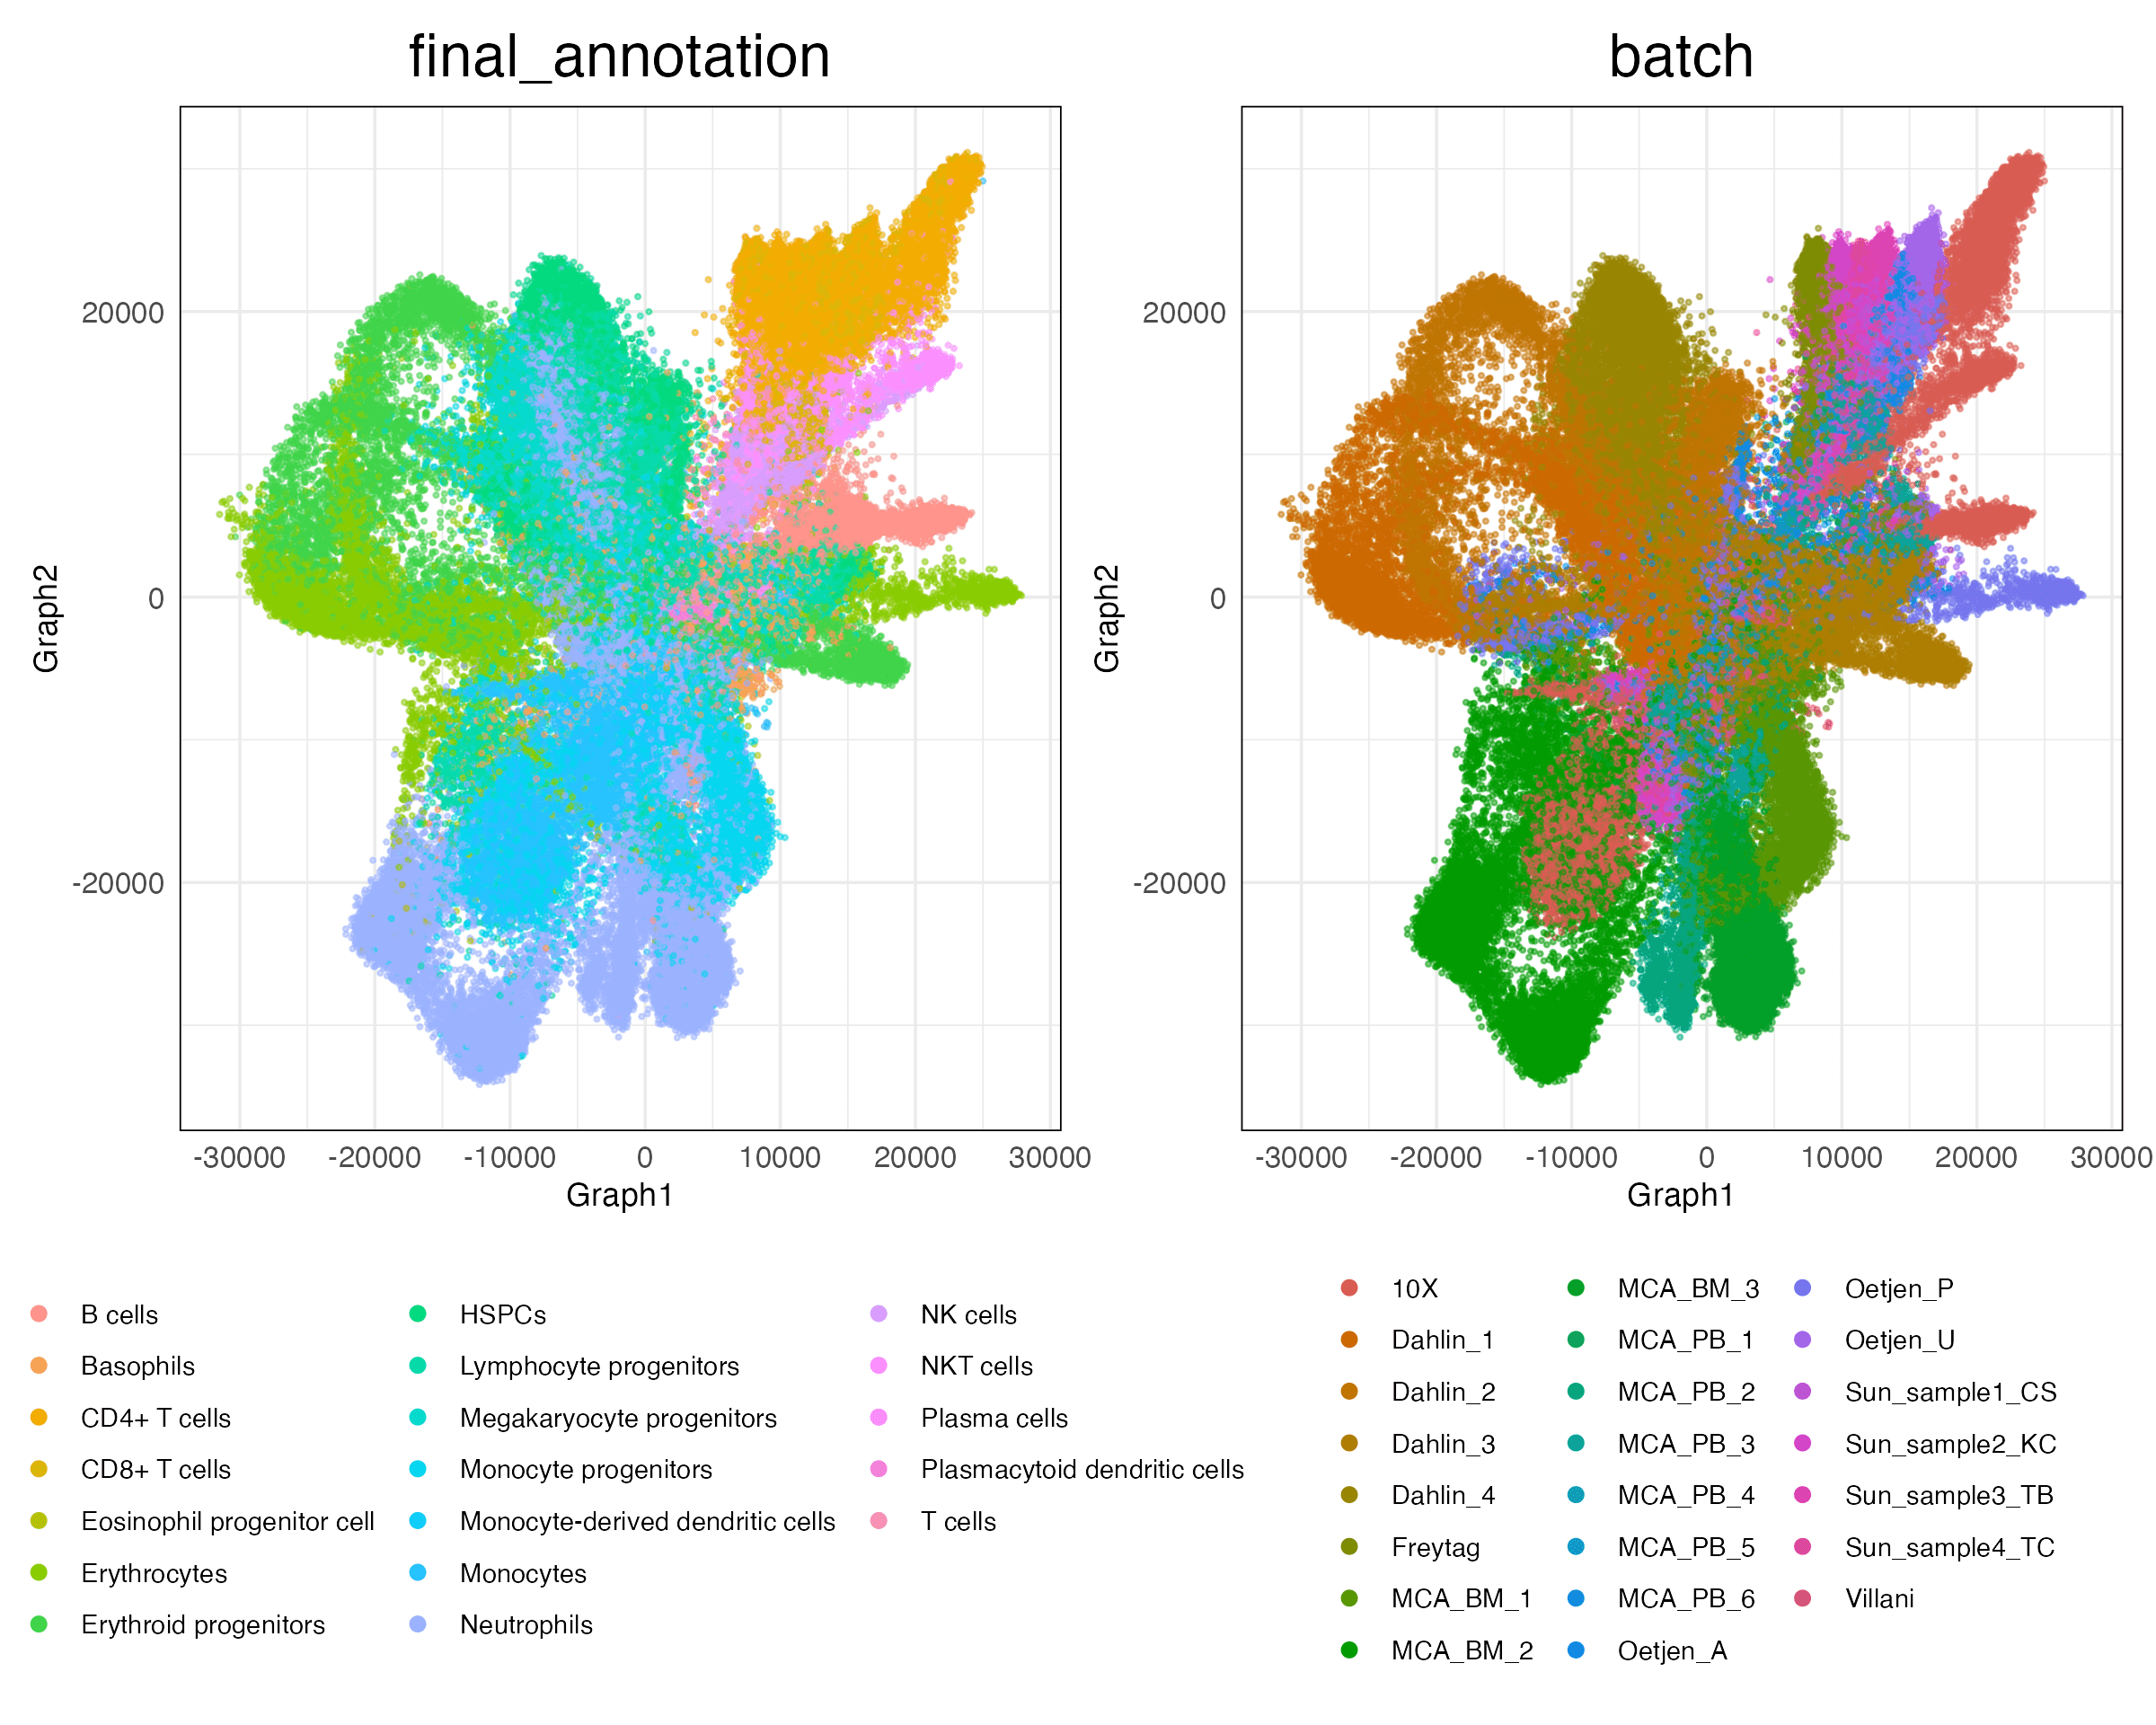 final_annotation
batch
Graph2
20000
0
-20000
-30000
-20000
-10000
0
10000
20000
30000
Graph1
Graph2
20000
0
-20000
-30000
-20000
-10000
0
10000
20000
30000
Graph1
B cells
Basophils
CD4+ T cells
CD8+ T cells
Eosinophil progenitor cell
Erythrocytes
Erythroid progenitors
HSPCs
Lymphocyte progenitors
Megakaryocyte progenitors
Monocyte progenitors
Monocyte-derived dendritic cells
Monocytes
Neutrophils
NK cells
NKT cells
Plasma cells
Plasmacytoid dendritic cells
T cells
10X
Dahlin_1
Dahlin_2
Dahlin_3
Dahlin_4
Freytag
MCA_BM_1
MCA_BM_2
MCA_BM_3
MCA_PB_1
MCA_PB_2
MCA_PB_3
MCA_PB_4
MCA_PB_5
MCA_PB_6
Oetjen_A
Oetjen_P
Oetjen_U
Sun_sample1_CS
Sun_sample2_KC
Sun_sample3_TB
Sun_sample4_TC
Villani